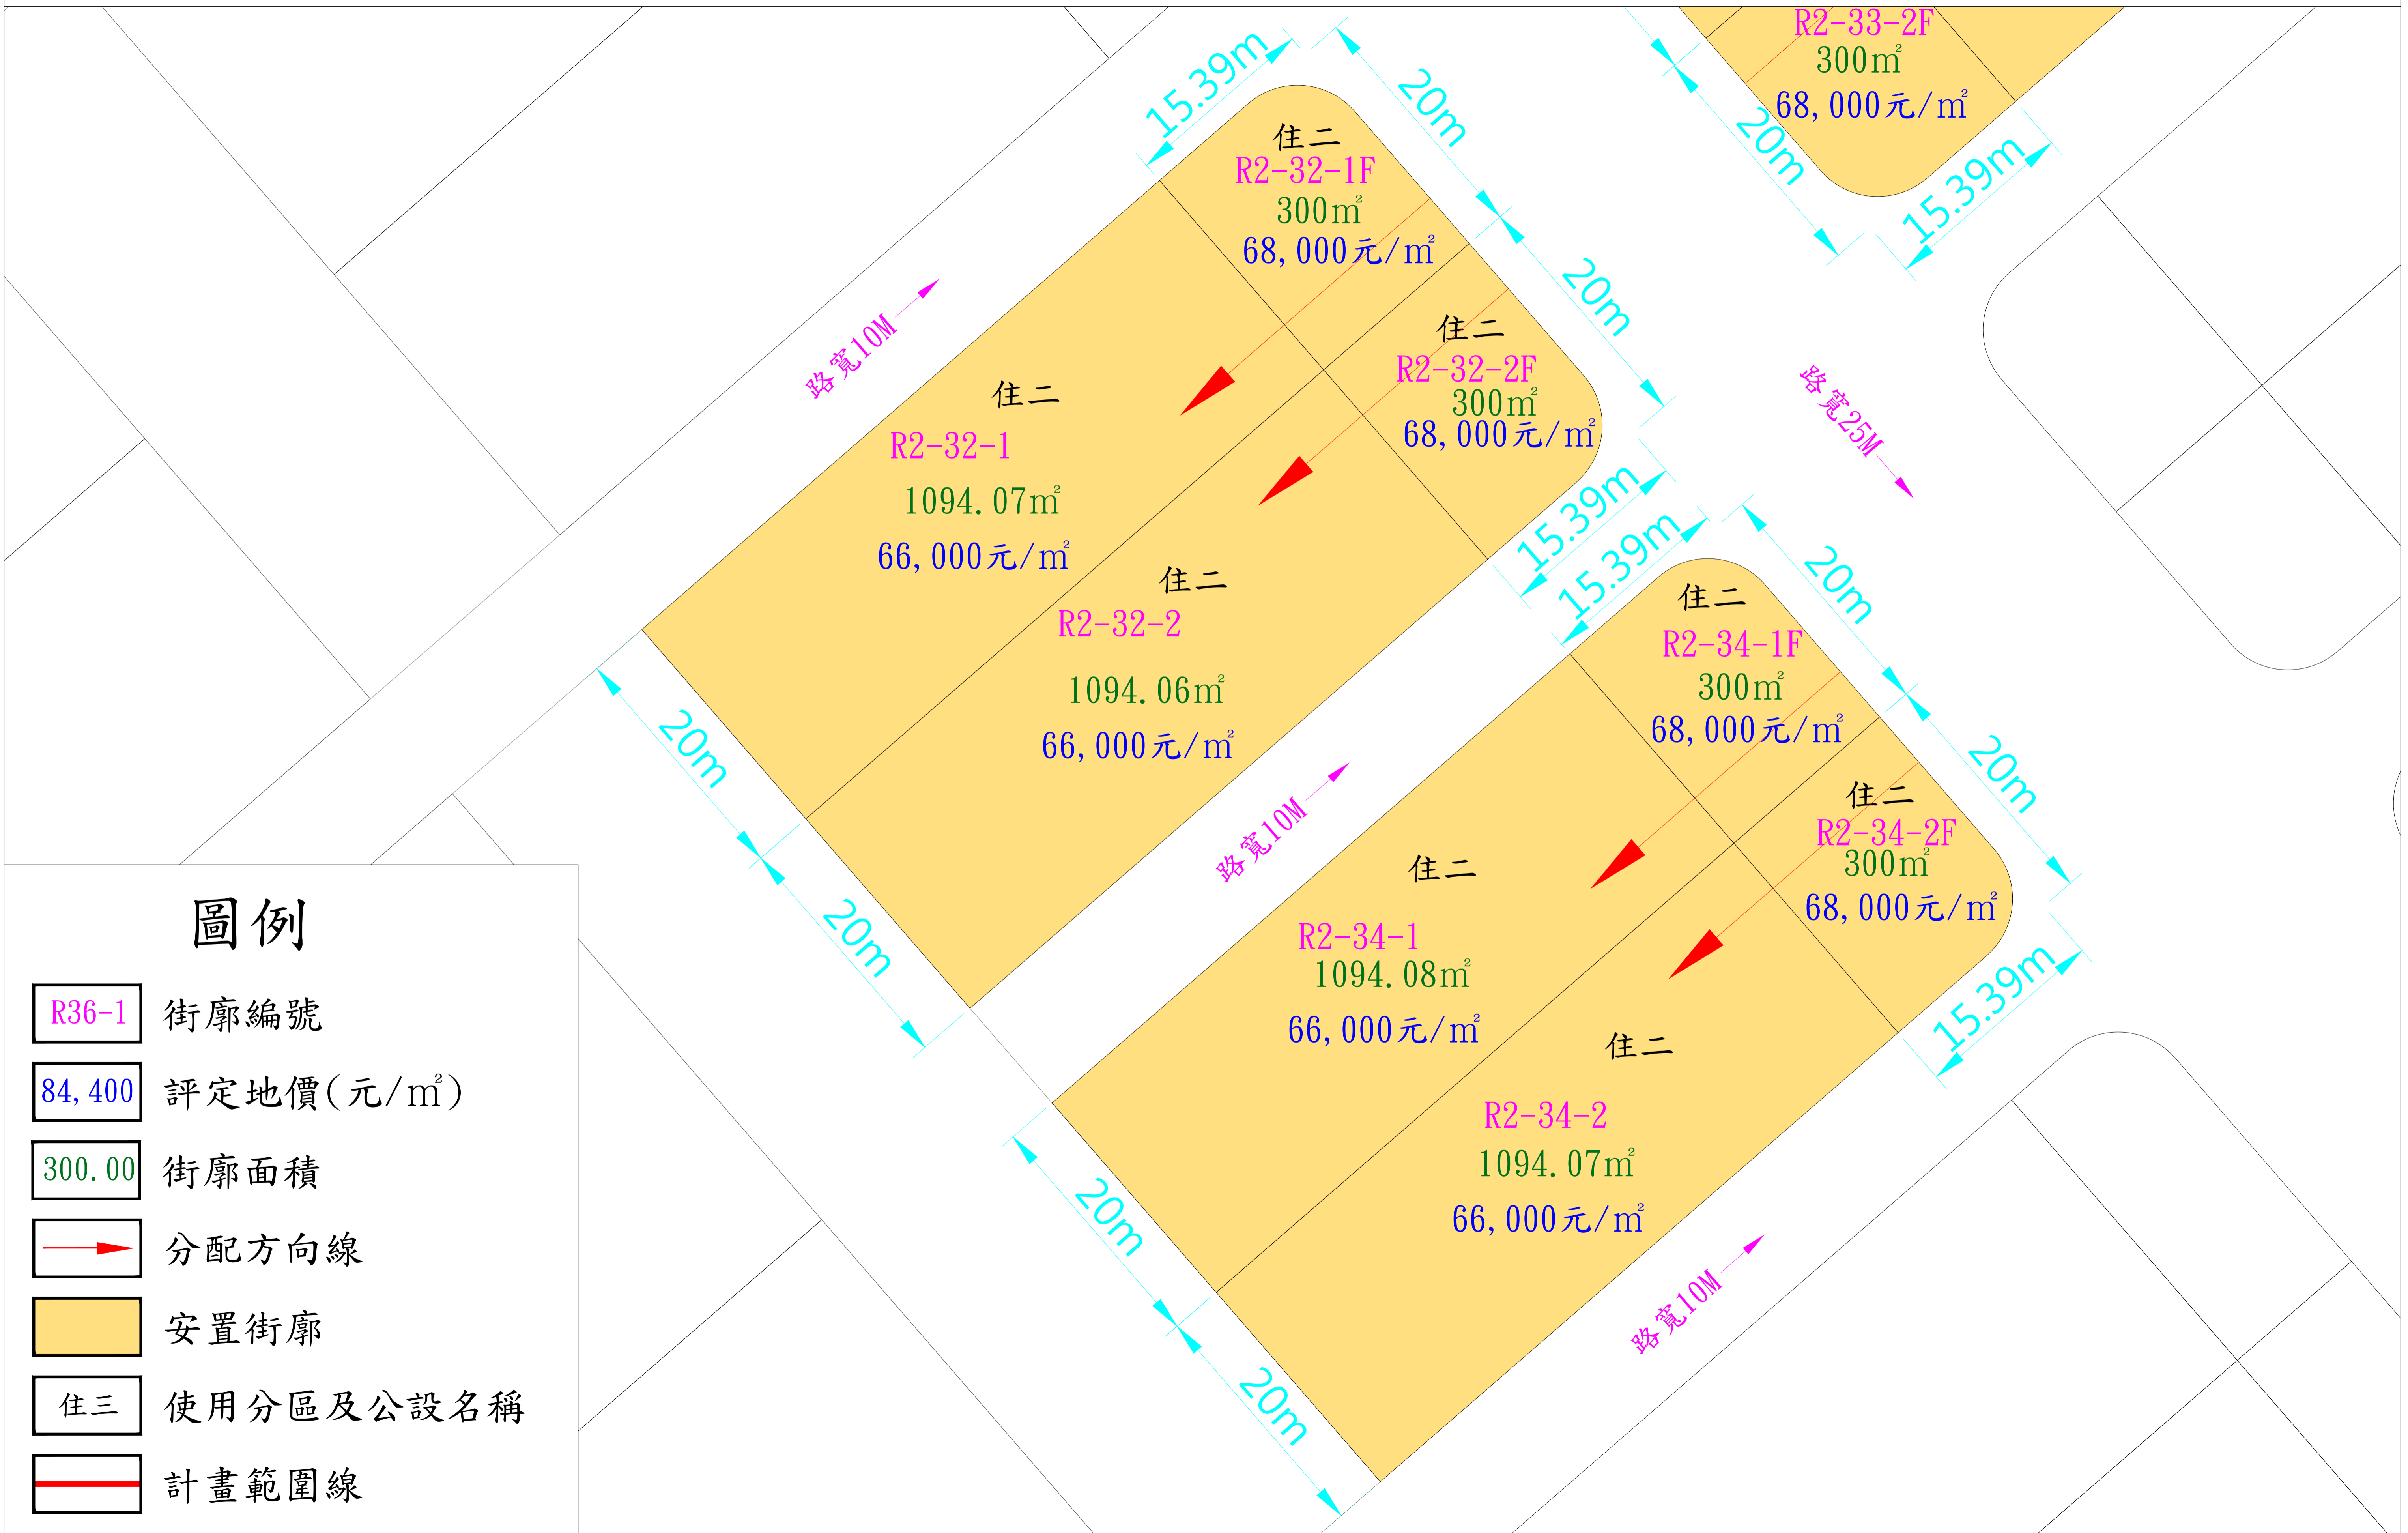 R2-33-2F
300㎡
68,000元/㎡
20m
15.39m
15.39m
20m
20m
住二
R2-32-1F
300㎡
68,000元/㎡
住二
R2-32-2F
300㎡
68,000元/㎡
路寬10M
路寬25M
住二
R2-32-1
1094.07㎡
66,000元/㎡
住二
R2-32-2
1094.06㎡
66,000元/㎡
15.39m
15.39m
20m
20m
20m
20m
住二
R2-34-1F
300㎡
68,000元/㎡
住二
R2-34-2F
300㎡
68,000元/㎡
路寬10M
住二
R2-34-1
1094.08㎡
66,000元/㎡
住二
R2-34-2
1094.07㎡
66,000元/㎡
15.39m
20m
20m
路寬10M
圖例
R36-1 街廓編號
84,400 評定地價(元/㎡)
300.00 街廓面積
分配方向線
安置街廓
住三 使用分區及公設名稱
計畫範圍線